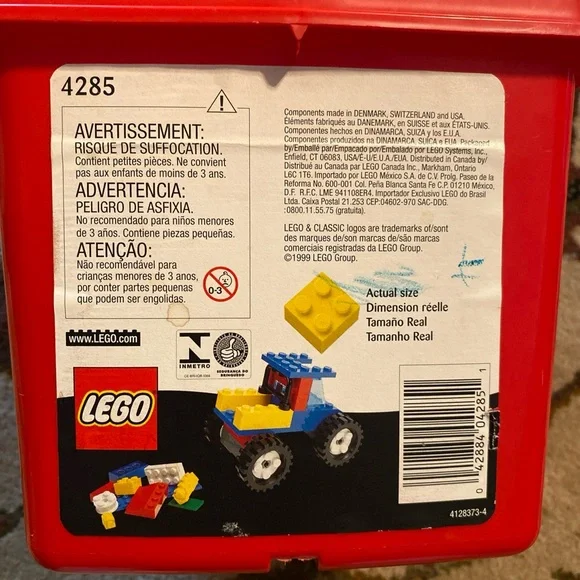 4285
AVERTISSEMENT:
RISQUE DE SUFFOCATION.
Contient petites pièces. Ne convient
pas aux enfants de moins de 3 ans.
ADVERTENCIA:
PELIGRO DE ASFIXIA.
No recomendado para niños menores
de 3 años. Contiene piezas pequeñas.
ATENÇÃO:
Não recomendável para
crianças menores de 3 anos,
por conter partes pequenas
que podem ser engolidas.
0-3
Components made in DENMARK, SWITZERLAND and USA.
Éléments fabriqués au DANEMARK, en SUISSE et aux ÉTATS-UNIS.
Componentes hechos en DINAMARCA, SUIZA y los E.U.A.
Componentes produzidos na DINAMARCA, SUÍCA e EUA. Packaged
by/Emballé par/Empacado por/Embalado por LEGO Systems, Inc.,
Enfield, CT 06083, USA/É-U/E.U.A./EUA. Distributed in Canada by/
Distribué au Canada par LEGO Canada Inc., Markham, Ontario
L6C 1T6. Importado por LEGO México S.A. de C.V. Prolg. Paseo de la
Reforma No. 600-001 Col. Peña Blanca Santa Fe C.P. 01210 México,
D.F. R.F.C. LME 941108ER4. Importador Exclusivo LEGO do Brasil
Ltda. Caixa Postal 21.253 CEP:04602-970 SAC-DDG.
:0800.11.55.75 (gratuita).
LEGO & CLASSIC logos are trademarks of/sont
des marques de/son marcas de/são marcas
comerciais registradas da LEGO Group.
©1999 LEGO Group.
Actual size
Dimension réelle
Tamaño Real
Tamanho Real
www.LEGO.com
INMETRO
SEGURANÇA DO
BRINQUEDO
LEGO
0 42884 04285 1
4128373-4